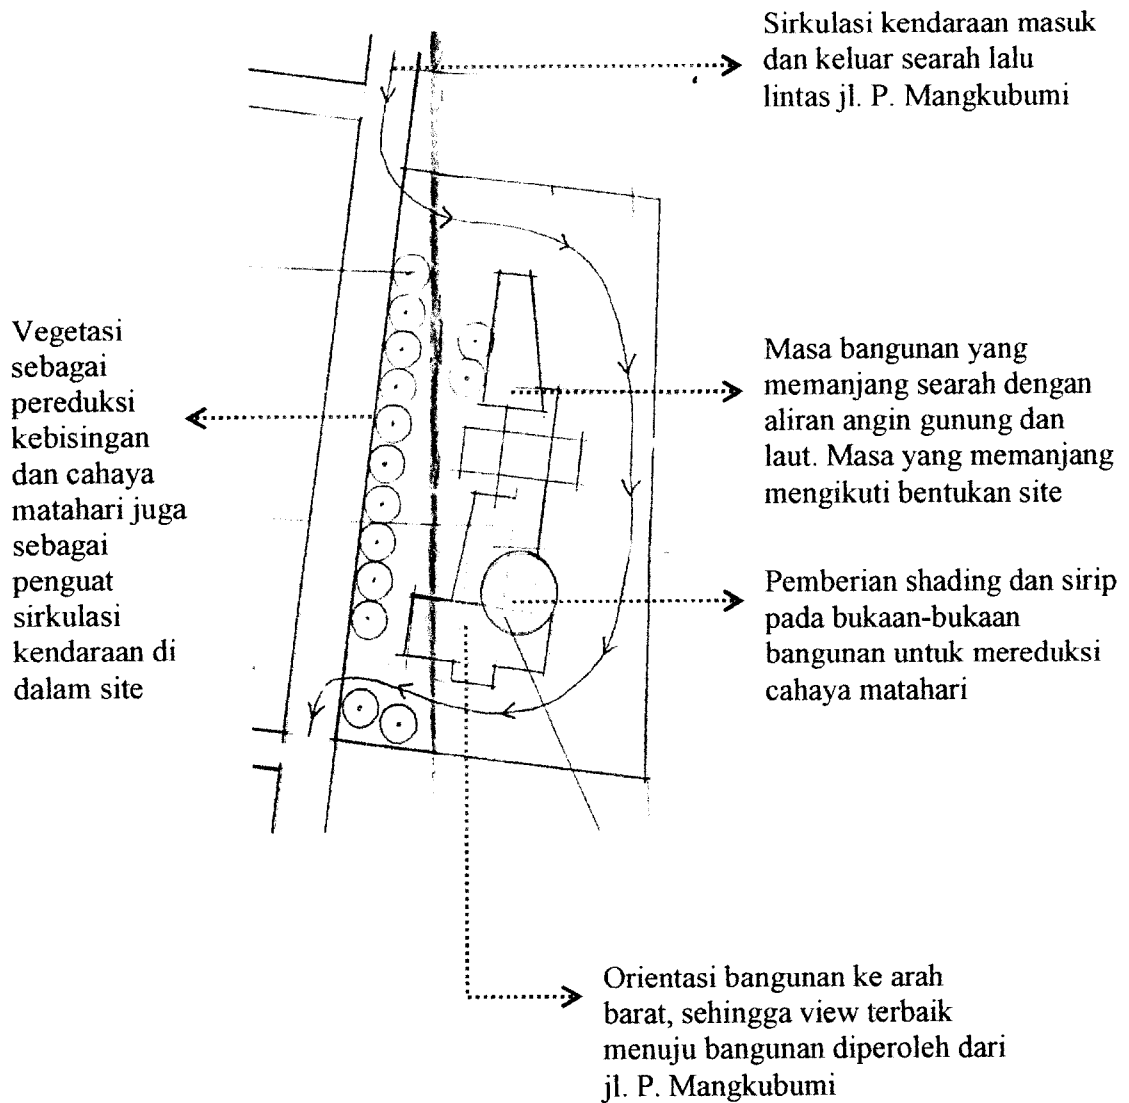 Sirkulasi kendaraan masuk
dan keluar searah lalu
lintas jl. P. Mangkubumi
Vegetasi
sebagai
pereduksi
kebisingan
dan cahaya
matahari juga
sebagai
penguat
sirkulasi
kendaraan di
dalam site
Masa bangunan yang
memanjang searah dengan
aliran angin gunung dan
laut. Masa yang memanjang
mengikuti bentukan site
Pemberian shading dan sirip
pada bukaan-bukaan
bangunan untuk mereduksi
cahaya matahari
Orientasi bangunan ke arah
barat, sehingga view terbaik
menuju bangunan diperoleh dari
jl. P. Mangkubumi